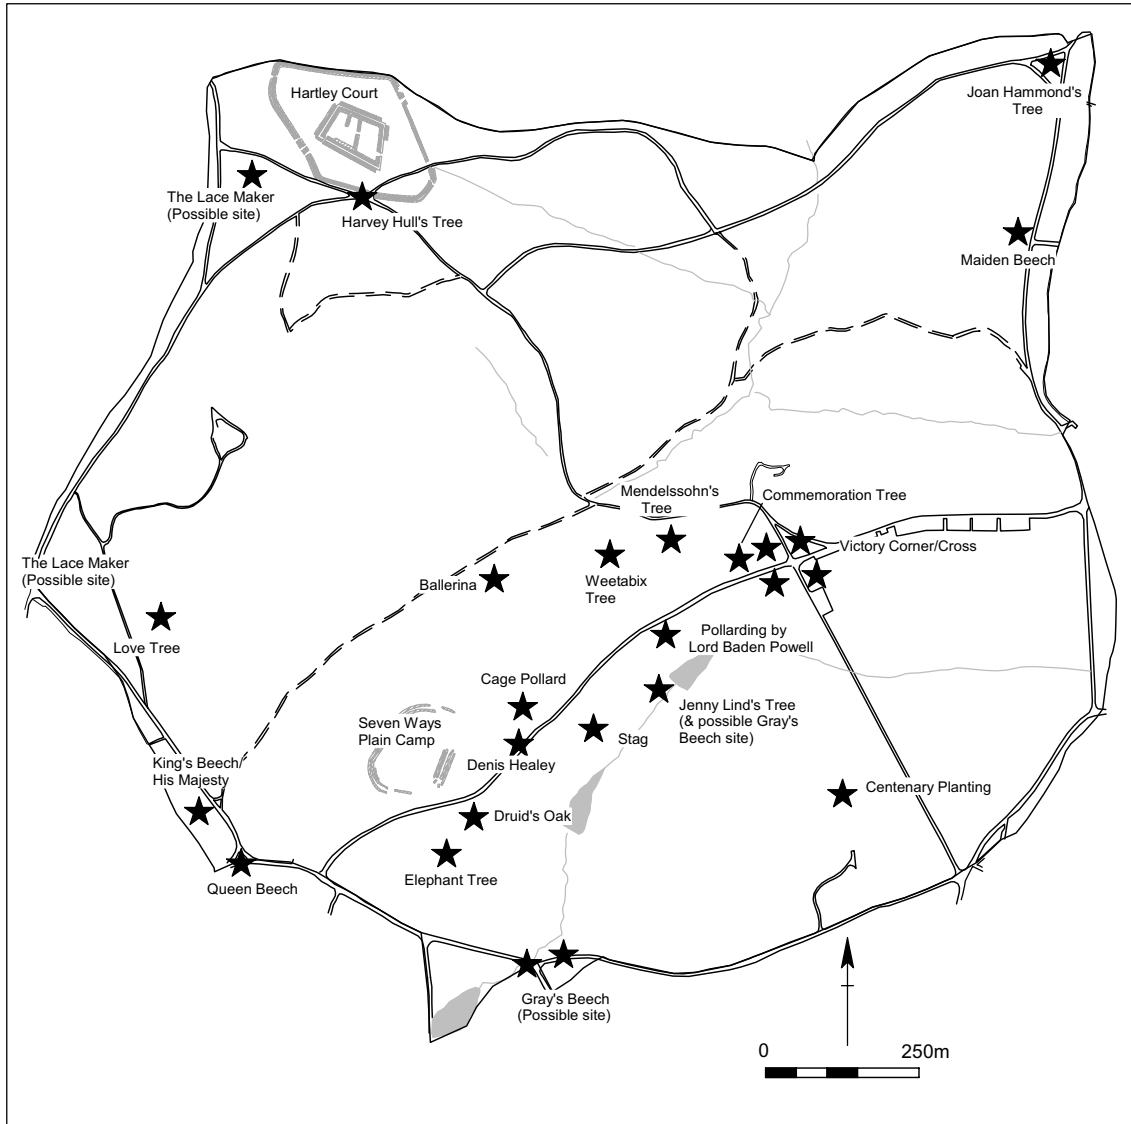 Hartley Court
Joan Hammond's
Tree
The Lace Maker
(Possible site)
Harvey Hull's Tree
Maiden Beech
Mendelssohn's
Tree
Commemoration Tree
Victory Corner/Cross
The Lace Maker
(Possible site)
Ballerina
Weetabix
Tree
Love Tree
Pollarding by
Lord Baden Powell
Cage Pollard
Jenny Lind's Tree
(& possible Gray's
Beech site)
Seven Ways
Plain Camp
Stag
Denis Healey
King's Beech/
His Majesty
Centenary Planting
Druid's Oak
Elephant Tree
Queen Beech
Gray's Beech
(Possible site)
0 250m